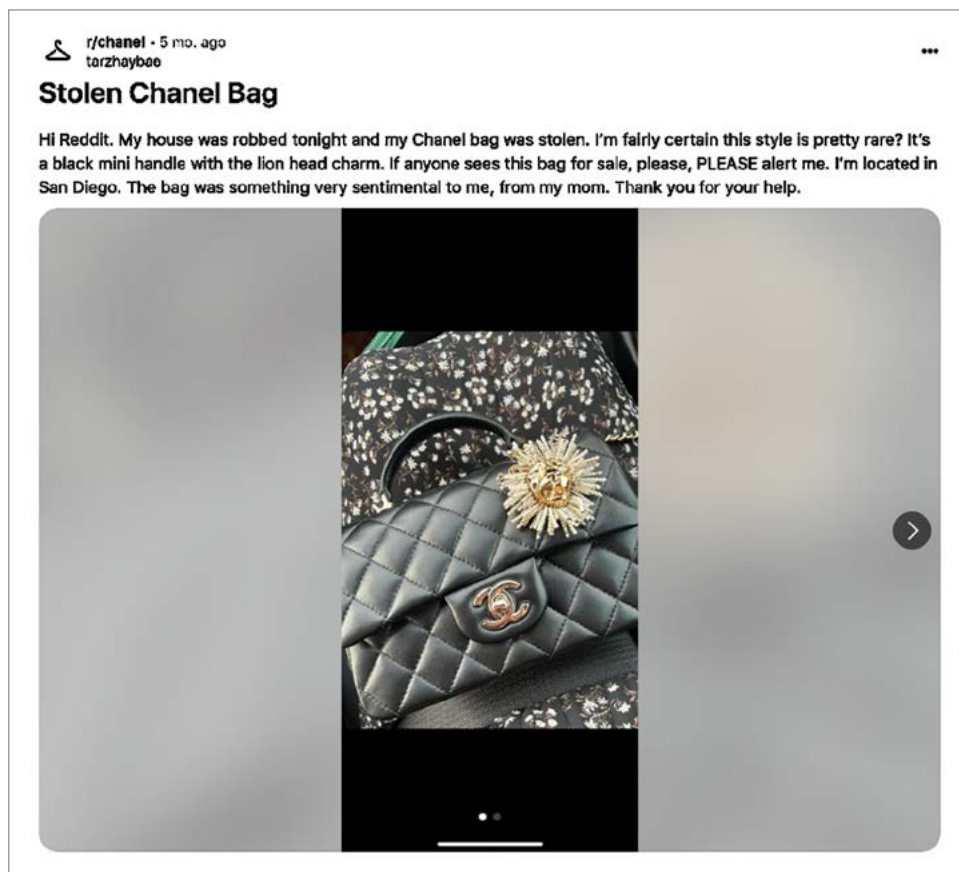 r/chanel • 5 mo. ago
tarzhaybae
Stolen Chanel Bag
Hi Reddit. My house was robbed tonight and my Chanel bag was stolen. I'm fairly certain this style is pretty rare? It's
a black mini handle with the lion head charm. If anyone sees this bag for sale, please, PLEASE alert me. I'm located in
San Diego. The bag was something very sentimental to me, from my mom. Thank you for your help.